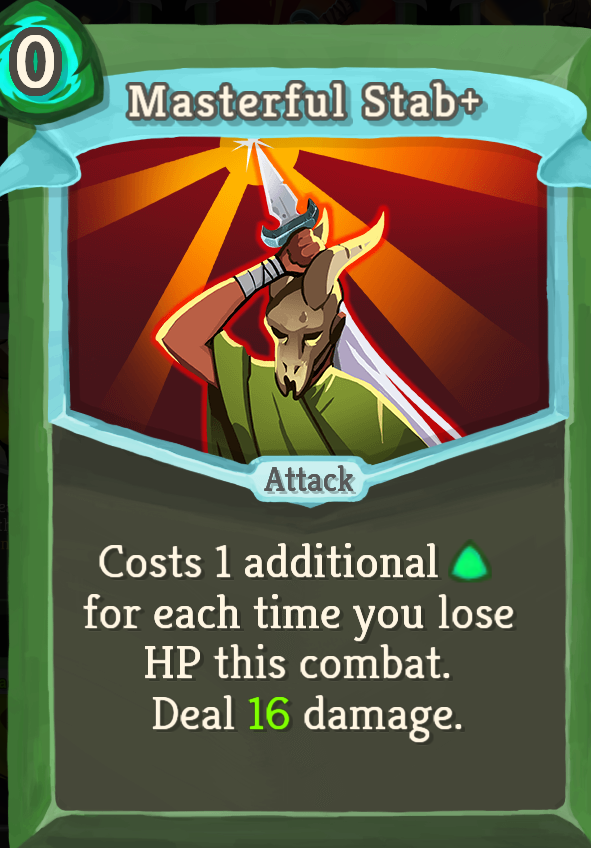 0
Masterful Stab+
Attack
Costs 1 additional
for each time you lose
HP this combat.
Deal 16 damage.